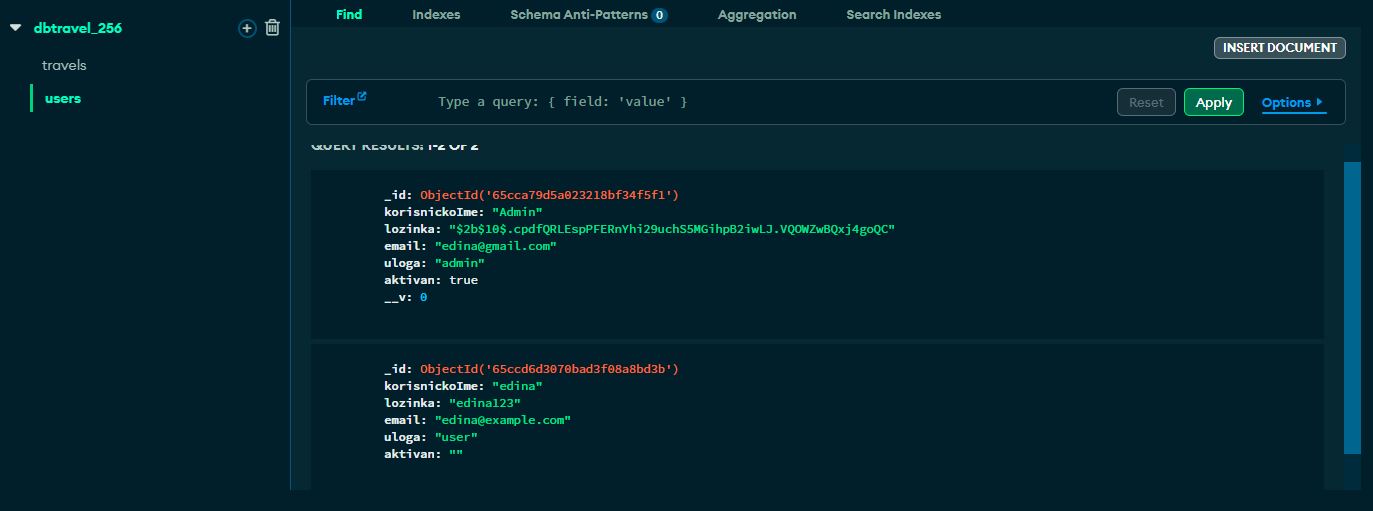 dbtravel_256
travels
users
Find Indexes Schema Anti-Patterns 0 Aggregation Search Indexes
INSERT DOCUMENT
Filter Type a query: { field: 'value' } Reset Apply Options
QUERY RESULTS: 1-2 OF 2
_id: ObjectId('65cca79d5a023218bf34f5f1')
korisnickoIme: "Admin"
lozinka: "$2b$10$.cpdfQRLEspPFERnYhi29uchS5MGihpB2iwLJ.VQOWZwBQxj4goQC"
email: "edina@gmail.com"
uloga: "admin"
aktivan: true
__v: 0
_id: ObjectId('65ccd6d3070bad3f08a8bd3b')
korisnickoIme: "edina"
lozinka: "edina123"
email: "edina@example.com"
uloga: "user"
aktivan: ""